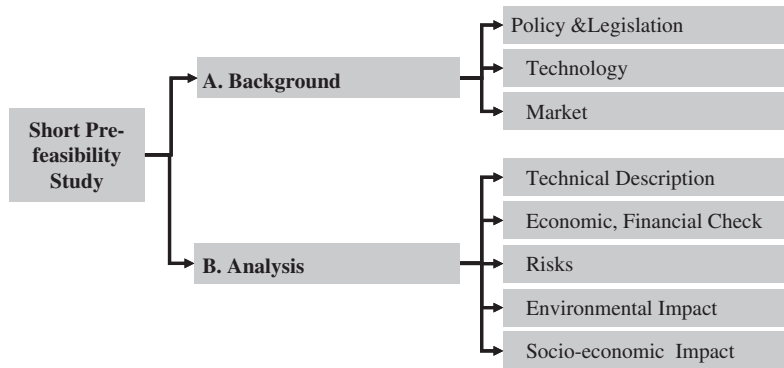 Short Pre-
feasibility
Study
A. Background
Policy &Legislation
Technology
Market
B. Analysis
Technical Description
Economic, Financial Check
Risks
Environmental Impact
Socio-economic Impact